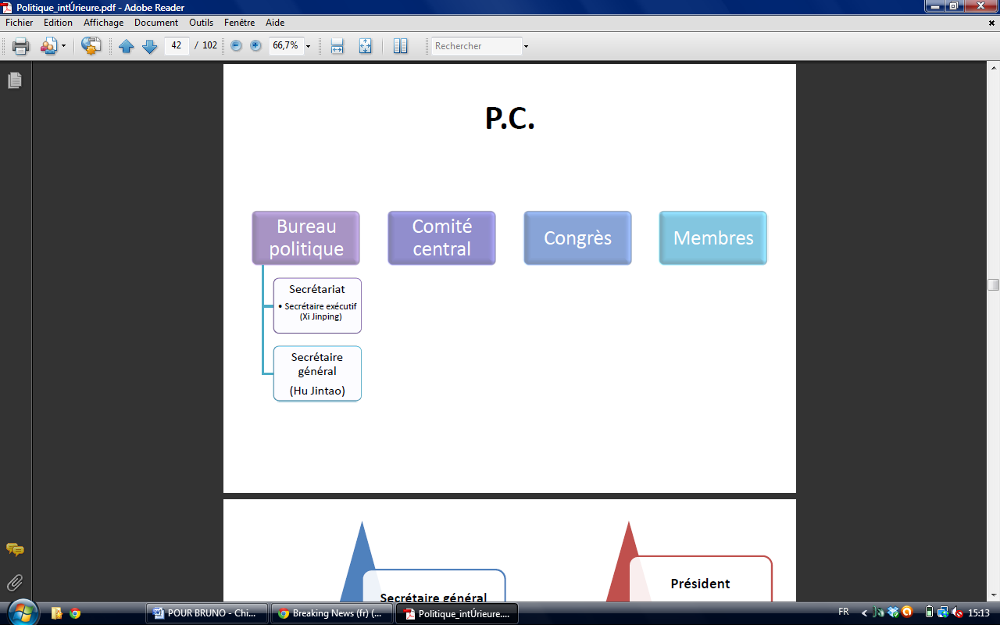 Politique_intÚrieure.pdf - Adobe Reader
Fichier Edition Affichage Document Outils Fenêtre Aide
42 / 102 66,7% Rechercher
P.C.
Bureau politique
Comité central
Congrès
Membres
Secrétariat
• Secrétaire exécutif
(Xi Jinping)
Secrétaire
général
(Hu Jintao)
Secrétaire général
Président
POUR BRUNO - Chi...
Breaking News (fr) (...
Politique_intÚrieure....
FR
15:13